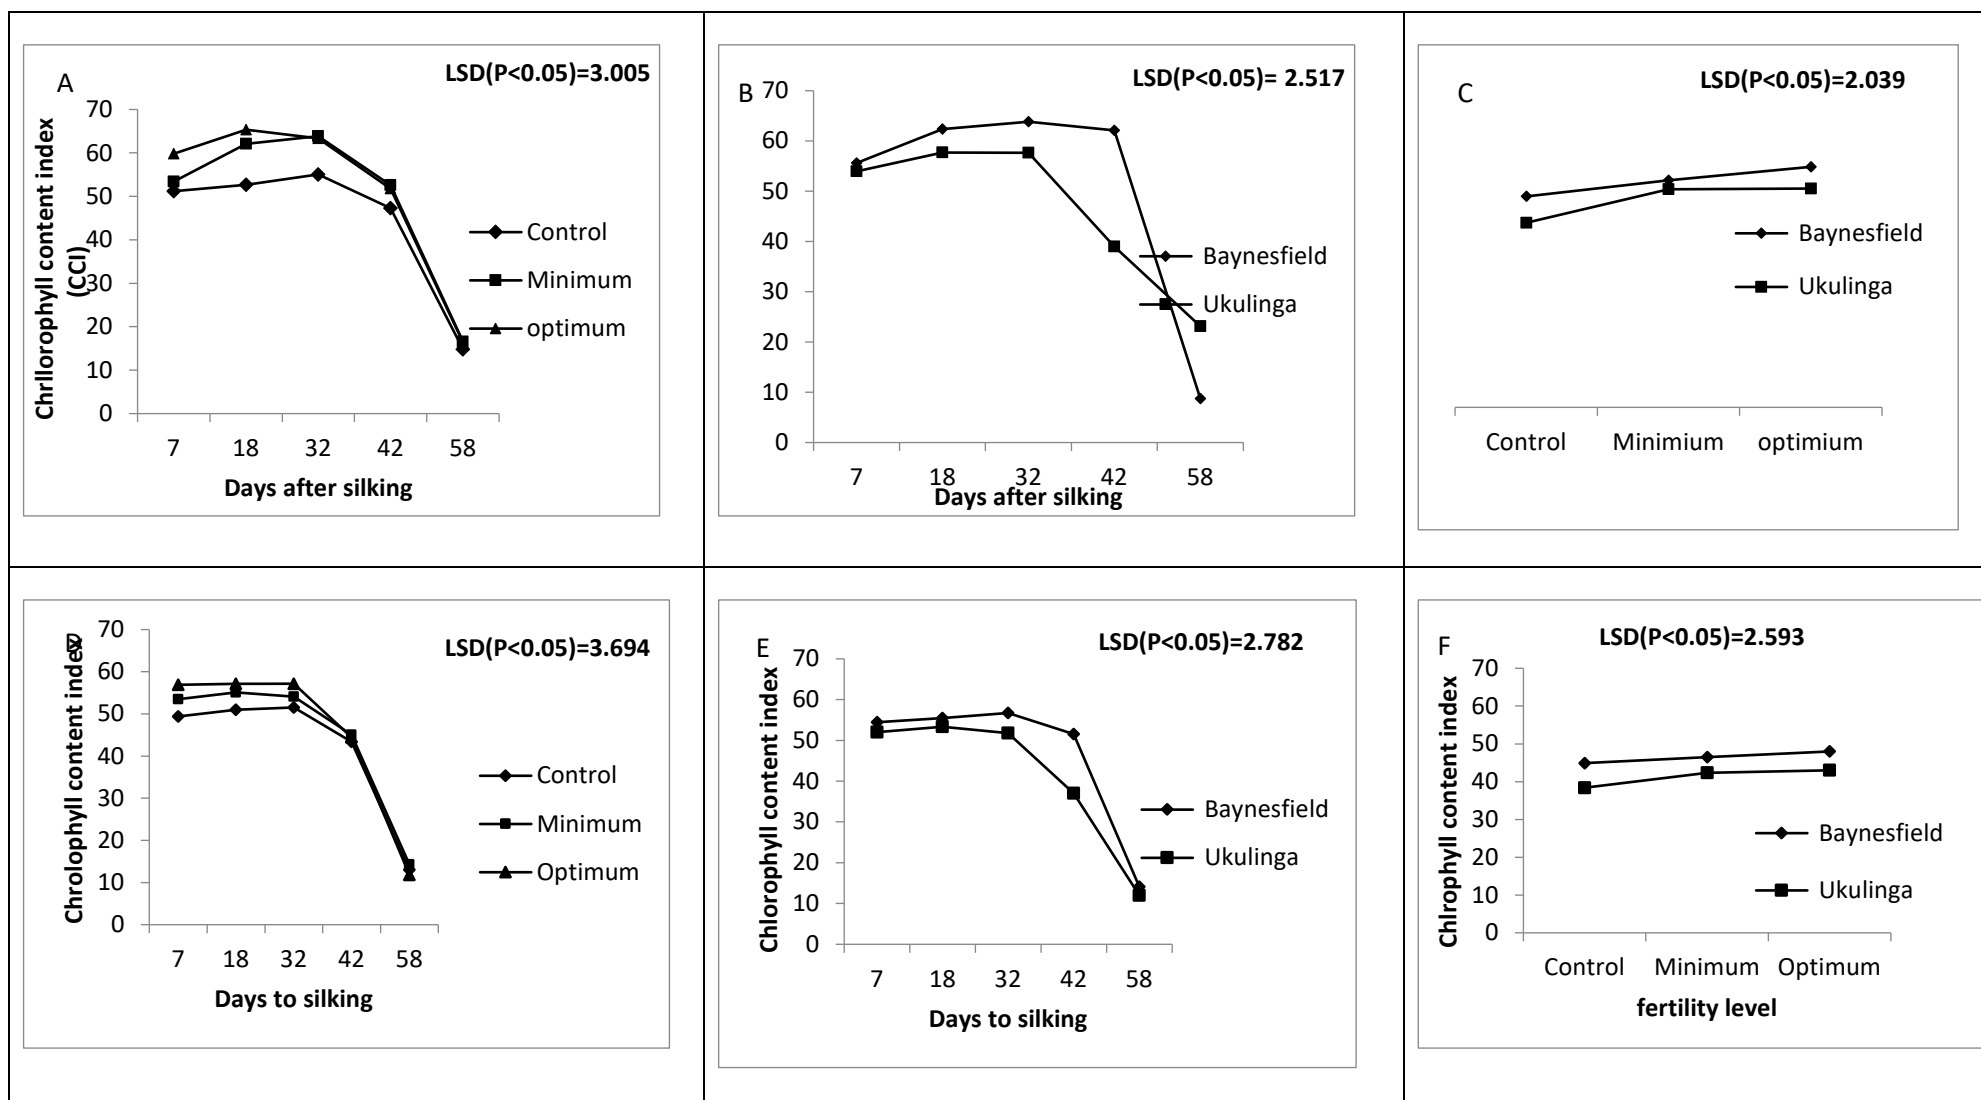 A
LSD(P<0.05)=3.005
Chrllorophyll content index
(CCI)
70
60
50
40
30
20
10
0
7 18 32 42 58
Days after silking
Control
Minimum
optimum
B
LSD(P<0.05)= 2.517
70
60
50
40
30
20
10
0
7 18 32 42 58
Days after silking
Baynesfield
Ukulinga
C
LSD(P<0.05)=2.039
Baynesfield
Ukulinga
Control Minimium optimium
D
LSD(P<0.05)=3.694
Chrolophyll content index
70
60
50
40
30
20
10
0
7 18 32 42 58
Days to silking
Control
Minimum
Optimum
E
LSD(P<0.05)=2.782
Chlorophyll content index
70
60
50
40
30
20
10
0
7 18 32 42 58
Days to silking
Baynesfield
Ukulinga
F
LSD(P<0.05)=2.593
Chlrophyll content index
70
60
50
40
30
20
10
0
Control Minimum Optimum
fertility level
Baynesfield
Ukulinga